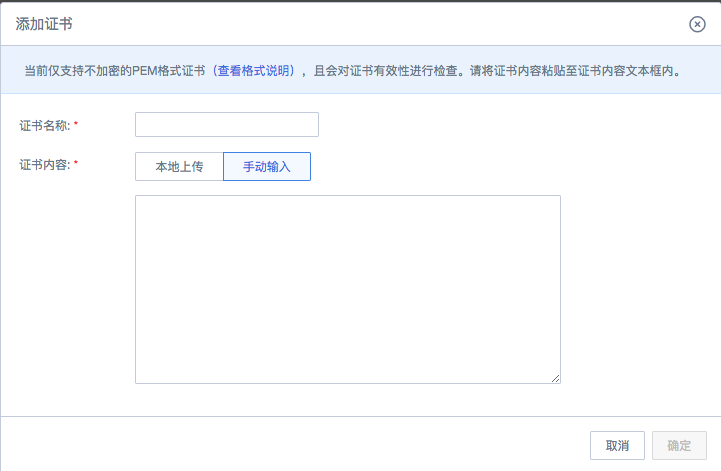 添加证书
当前仅支持不加密的PEM格式证书（查看格式说明），且会对证书有效性进行检查。请将证书内容粘贴至证书内容文本框内。
证书名称: *
证书内容: *
本地上传
手动输入
取消
确定